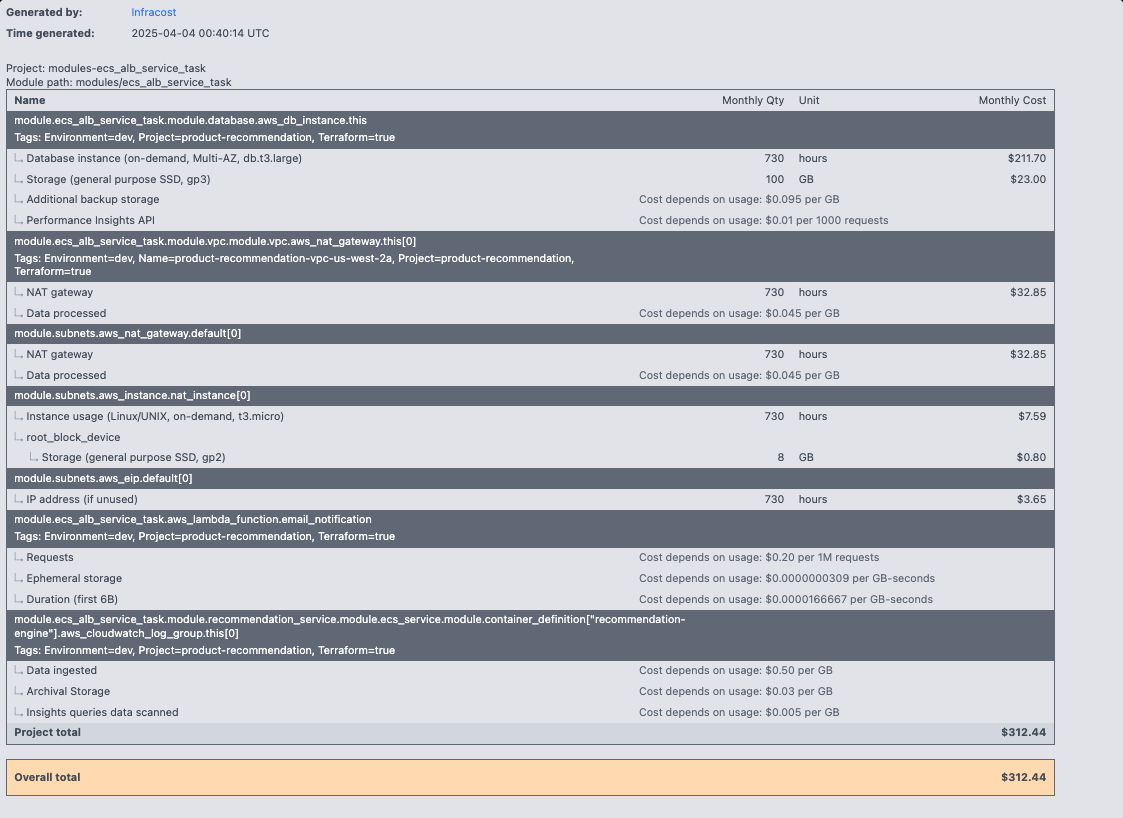 Generated by: Infracost
Time generated: 2025-04-04 00:40:14 UTC
Project: modules-ecs_alb_service_task
Module path: modules/ecs_alb_service_task
Name Monthly Qty Unit Monthly Cost
module.ecs_alb_service_task.module.database.aws_db_instance.this
Tags: Environment=dev, Project=product-recommendation, Terraform=true
Database instance (on-demand, Multi-AZ, db.t3.large) 730 hours $211.70
Storage (general purpose SSD, gp3) 100 GB $23.00
Additional backup storage Cost depends on usage: $0.095 per GB
Performance Insights API Cost depends on usage: $0.01 per 1000 requests
module.ecs_alb_service_task.module.vpc.module.vpc.aws_nat_gateway.this[0]
Tags: Environment=dev, Name=product-recommendation-vpc-us-west-2a, Project=product-recommendation,
Terraform=true
NAT gateway 730 hours $32.85
Data processed Cost depends on usage: $0.045 per GB
module.subnets.aws_nat_gateway.default[0]
NAT gateway 730 hours $32.85
Data processed Cost depends on usage: $0.045 per GB
module.subnets.aws_instance.nat_instance[0]
Instance usage (Linux/UNIX, on-demand, t3.micro) 730 hours $7.59
root_block_device
Storage (general purpose SSD, gp2) 8 GB $0.80
module.subnets.aws_eip.default[0]
IP address (if unused) 730 hours $3.65
module.ecs_alb_service_task.aws_lambda_function.email_notification
Tags: Environment=dev, Project=product-recommendation, Terraform=true
Requests Cost depends on usage: $0.20 per 1M requests
Ephemeral storage Cost depends on usage: $0.0000000309 per GB-seconds
Duration (first 6B) Cost depends on usage: $0.0000166667 per GB-seconds
module.ecs_alb_service_task.module.recommendation_service.module.ecs_service.module.container_definition["recommendation-
engine"].aws_cloudwatch_log_group.this[0]
Tags: Environment=dev, Project=product-recommendation, Terraform=true
Data ingested Cost depends on usage: $0.50 per GB
Archival Storage Cost depends on usage: $0.03 per GB
Insights queries data scanned Cost depends on usage: $0.005 per GB
Project total $312.44
Overall total $312.44